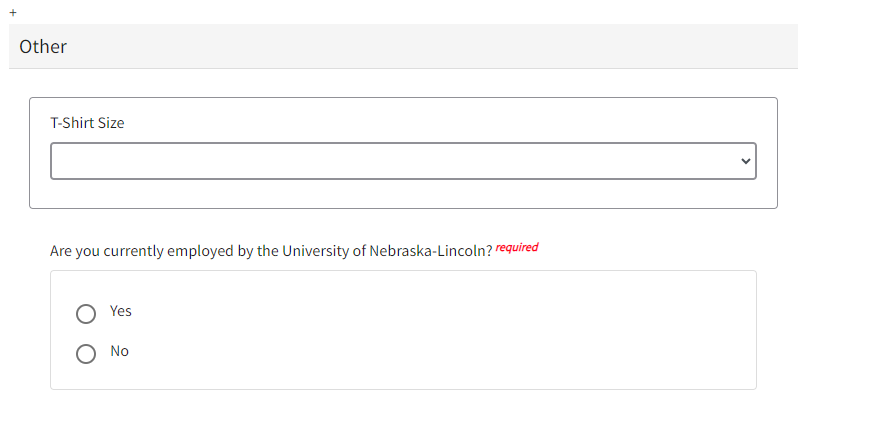 +
Other
T-Shirt Size
Are you currently employed by the University of Nebraska-Lincoln? required
Yes
No